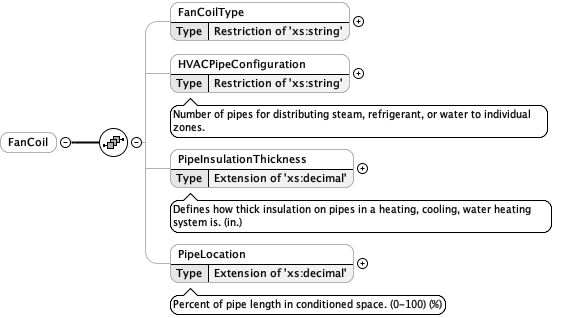 FanCoilType
Type Restriction of 'xs:string'
HVACPipeConfiguration
Type Restriction of 'xs:string'
Number of pipes for distributing steam, refrigerant, or water to individual
zones.
FanCoil
PipeInsulationThickness
Type Extension of 'xs:decimal'
Defines how thick insulation on pipes in a heating, cooling, water heating
system is. (in.)
PipeLocation
Type Extension of 'xs:decimal'
Percent of pipe length in conditioned space. (0-100) (%)